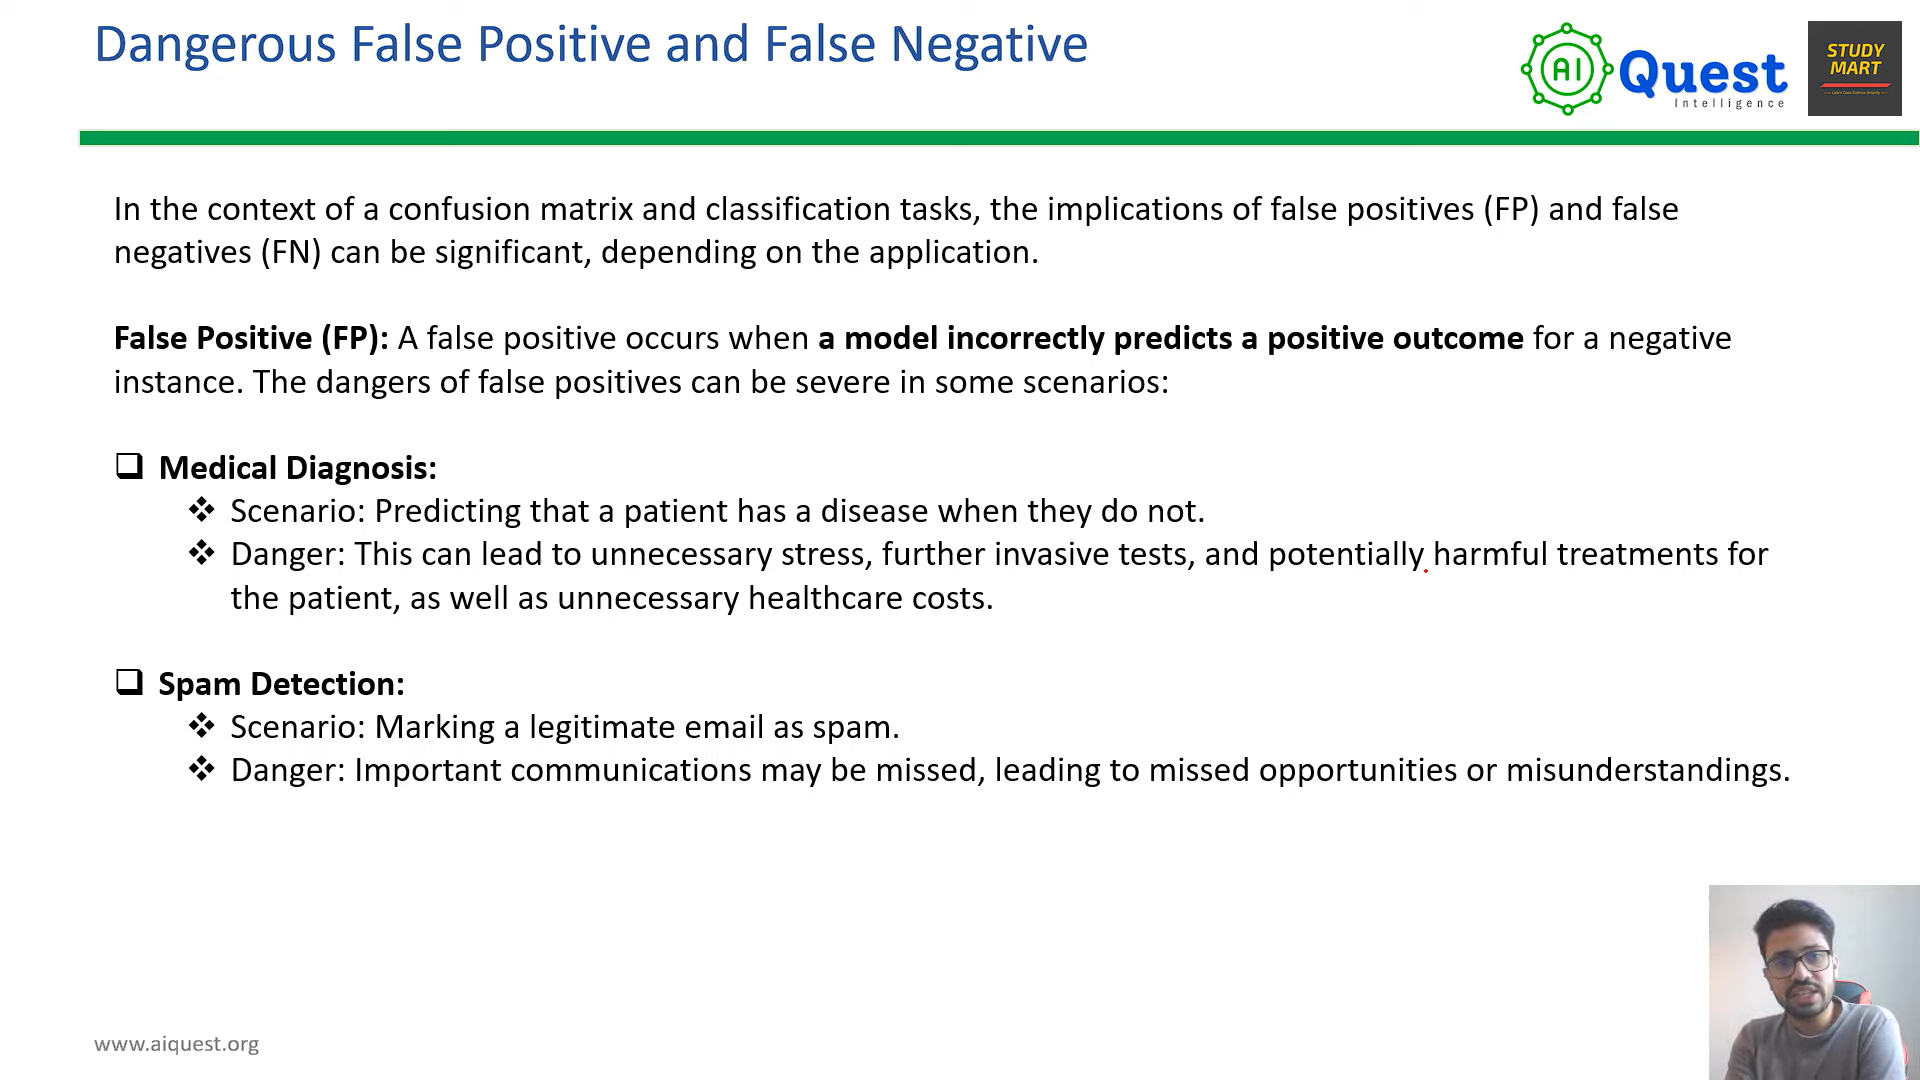 Dangerous False Positive and False Negative
AI
Quest
Intelligence
STUDY
MART
In the context of a confusion matrix and classification tasks, the implications of false positives (FP) and false
negatives (FN) can be significant, depending on the application.
False Positive (FP): A false positive occurs when a model incorrectly predicts a positive outcome for a negative
instance. The dangers of false positives can be severe in some scenarios:
Medical Diagnosis:
Scenario: Predicting that a patient has a disease when they do not.
Danger: This can lead to unnecessary stress, further invasive tests, and potentially harmful treatments for
the patient, as well as unnecessary healthcare costs.
Spam Detection:
Scenario: Marking a legitimate email as spam.
Danger: Important communications may be missed, leading to missed opportunities or misunderstandings.
www.aiquest.org